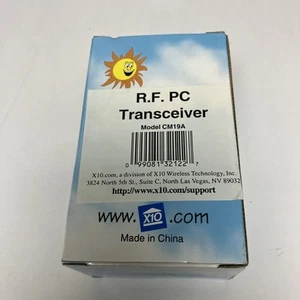 R.F. PC
Transceiver
Model CM19A
0 99081 32122 7
X10.com, a division of X10 Wireless Technology, Inc.
3824 North 5th St., Suite C, North Las Vegas, NV 89032
http://www.x10.com/support
www.X10.com
Made in China